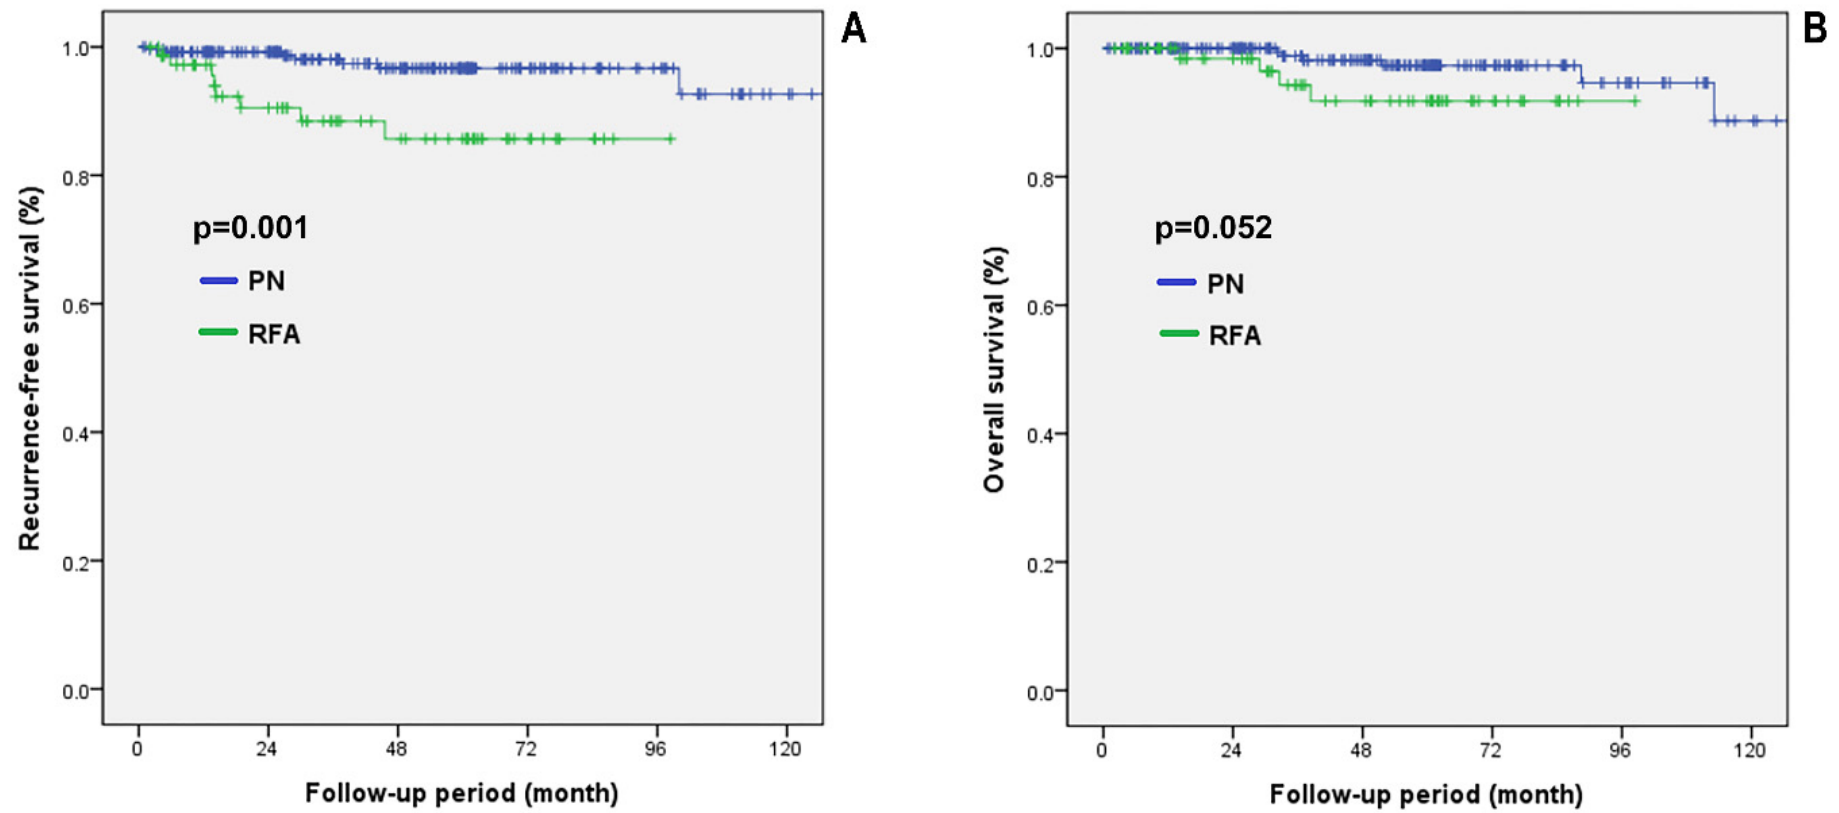 A
Recurrence-free survival (%)
1.0
0.8
0.6
0.4
0.2
0.0
p=0.001
PN
RFA
0 24 48 72 96 120
Follow-up period (month)
B
Overall survival (%)
1.0
0.8
0.6
0.4
0.2
0.0
p=0.052
PN
RFA
0 24 48 72 96 120
Follow-up period (month)